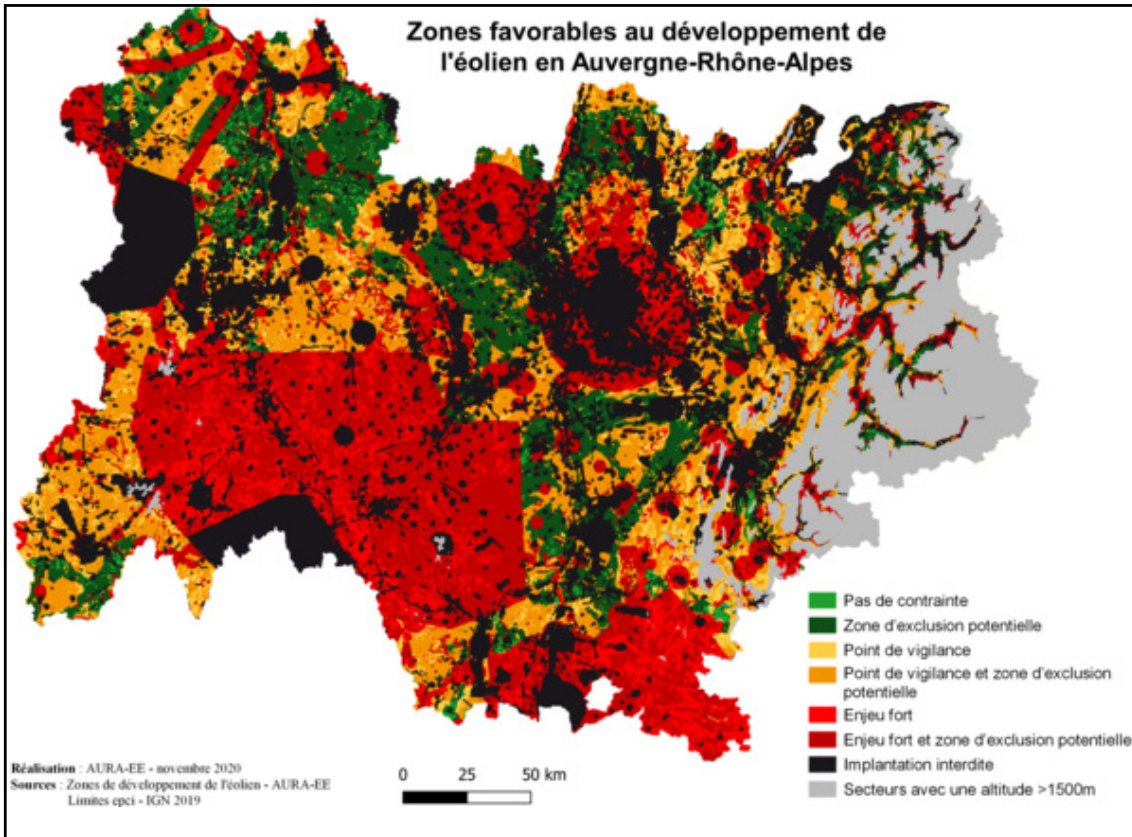 Zones favorables au développement de
l'éolien en Auvergne-Rhône-Alpes
Pas de contrainte
Zone d'exclusion potentielle
Point de vigilance
Point de vigilance et zone d'exclusion
potentielle
Enjeu fort
Enjeu fort et zone d'exclusion potentielle
Implantation interdite
Secteurs avec une altitude >1500m
Réalisation : AURA-EE - novembre 2020
Sources : Zones de développement de l'éolien - AURA-EE
Limites epci - IGN 2019
0 25 50 km